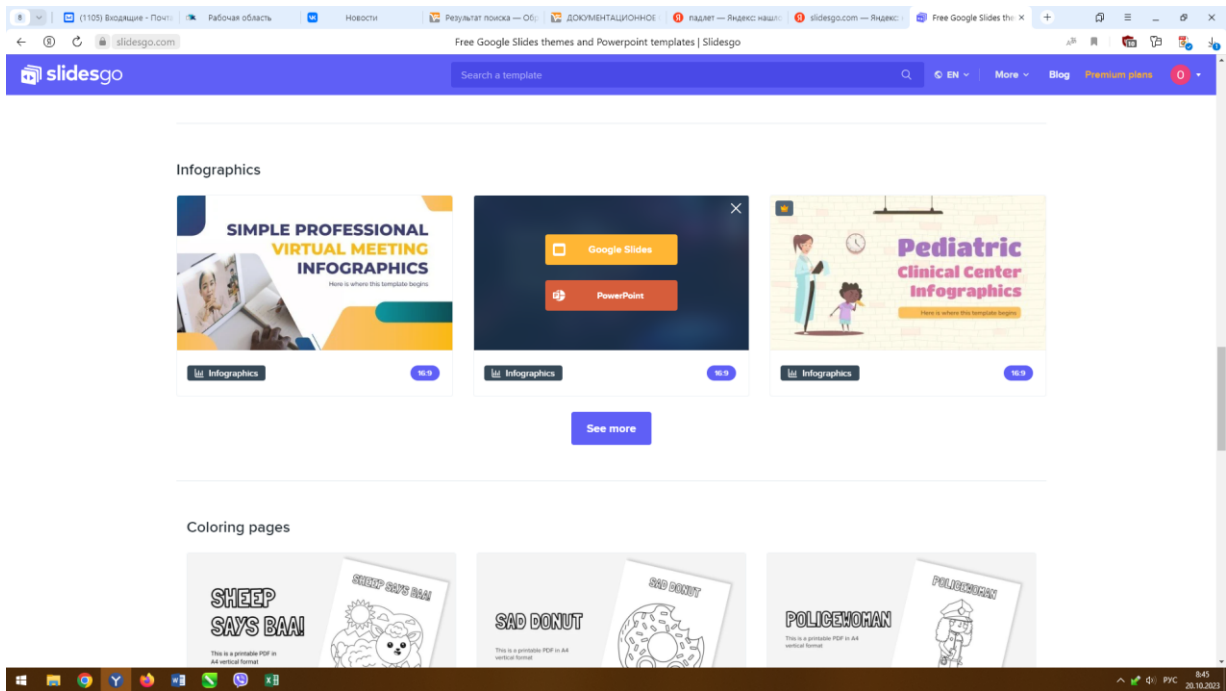 8
(1105) Входящие - Почт
Рабочая область
Новости
Результат поиска — Обр
ДОКУМЕНТАЦИОННОЕ
падлет — Яндекс: нашло
slidesgo.com — Яндекс:
Free Google Slides the
slidesgo.com
Free Google Slides themes and Powerpoint templates | Slidesgo
slidesgo
Search a template
EN
More
Blog
Premium plans
O
Infographics
SIMPLE PROFESSIONAL
VIRTUAL MEETING
INFOGRAPHICS
Here is where this template begins
Infographics
16:9
Google Slides
PowerPoint
Infographics
16:9
Pediatric
Clinical Center
Infographics
Here is where this template begins
Infographics
16:9
See more
Coloring pages
SHEEP
SAYS BAA!
This is a printable PDF in
A4 vertical format
SHEEP SAYS BAA!
SAD DONUT
This is a printable PDF in A4
vertical format
SAD DONUT
POLICEWOMAN
This is a printable PDF in A4
vertical format
POLICEWOMAN
РУС
8:45
20.10.2023